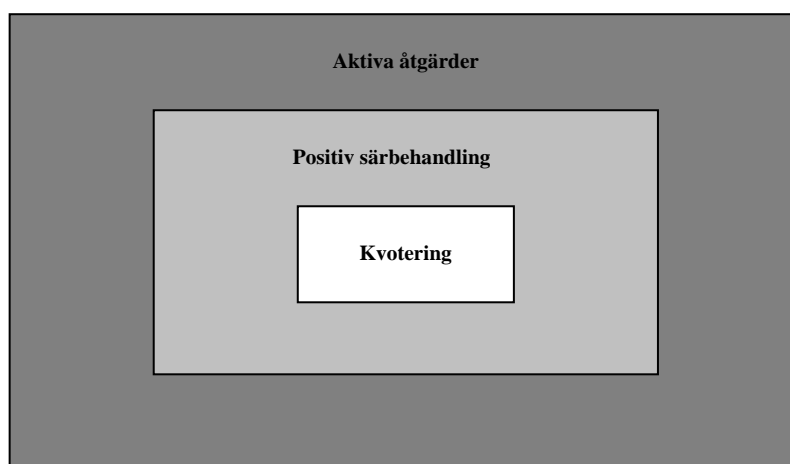 Aktiva åtgärder
Positiv särbehandling
Kvotering